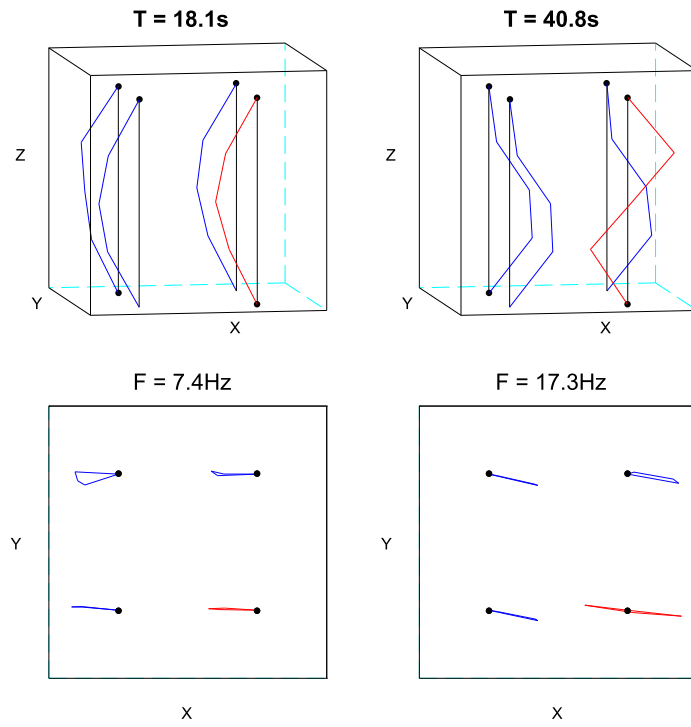 T = 18.1s
T = 40.8s
Z
Z
Y
X
Y
X
F = 7.4Hz
F = 17.3Hz
Y
Y
X
X